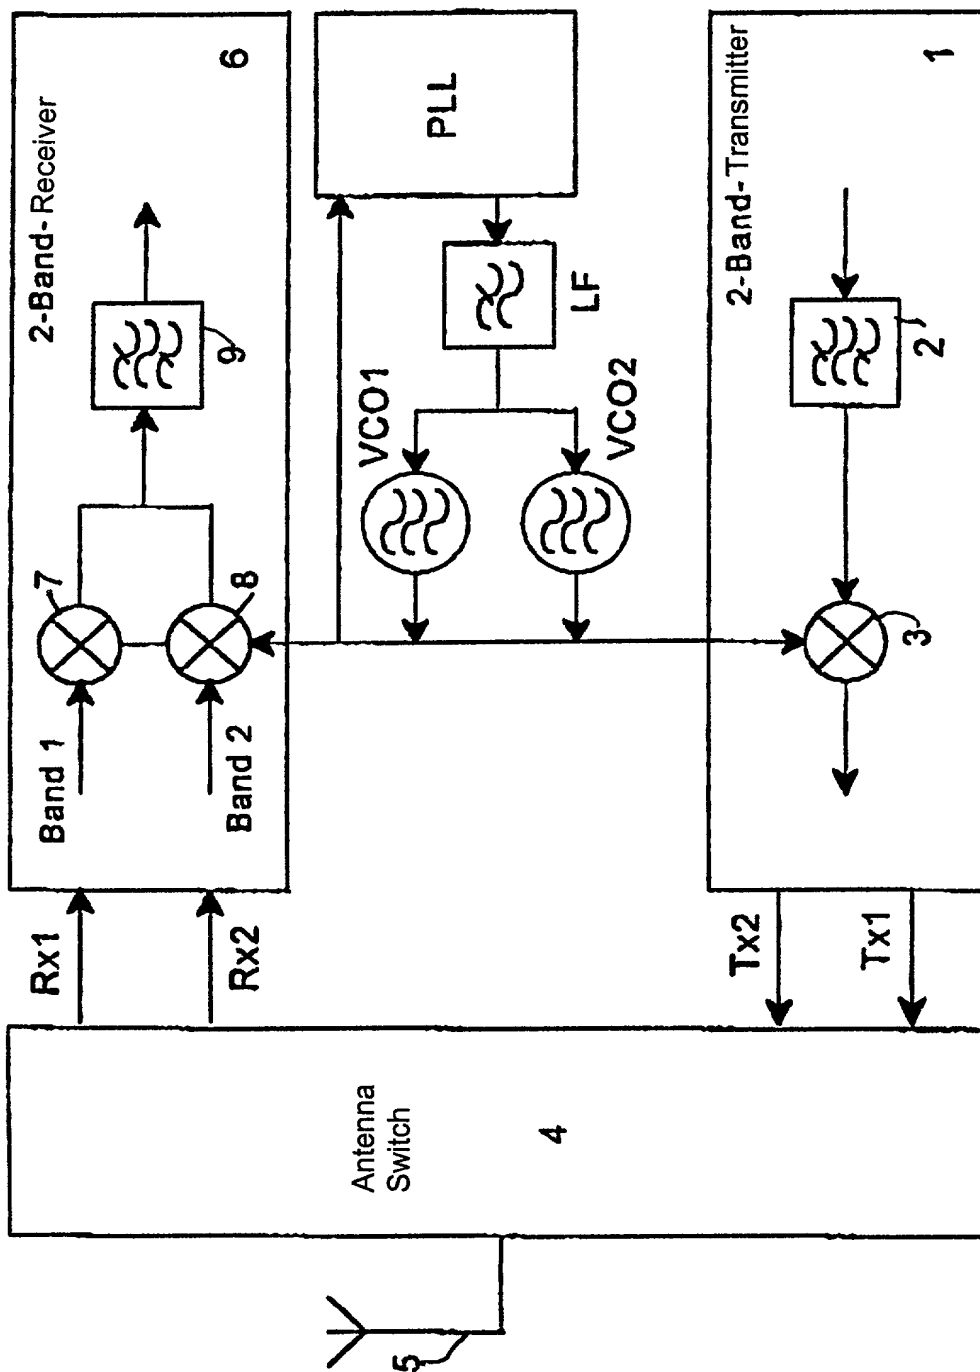 2-Band-Receiver
6
9
7
8
Band 1
Band 2
Rx1
Rx2
PLL
LF
VCO1
VCO2
2-Band-Transmitter
1
2
3
Tx2
Tx1
Antenna
Switch
4
5